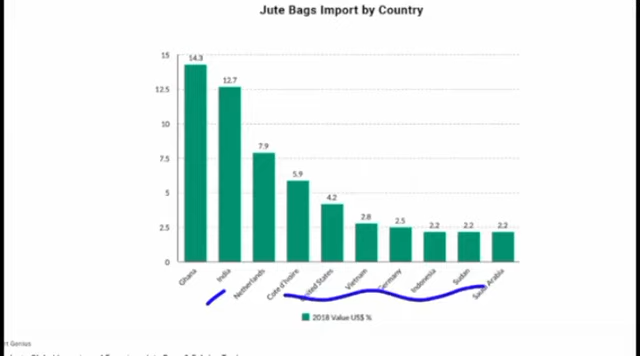 Jute Bags Import by Country
15
12.5
10
7.5
5
2.5
0
14.3
12.7
7.9
5.9
4.2
2.8
2.5
2.2
2.2
2.2
Ghana
India
Netherlands
Cote d'Ivoire
United States
Vietnam
Germany
Indonesia
Sudan
Saudi Arabia
2018 Value US$ %
rt Genius